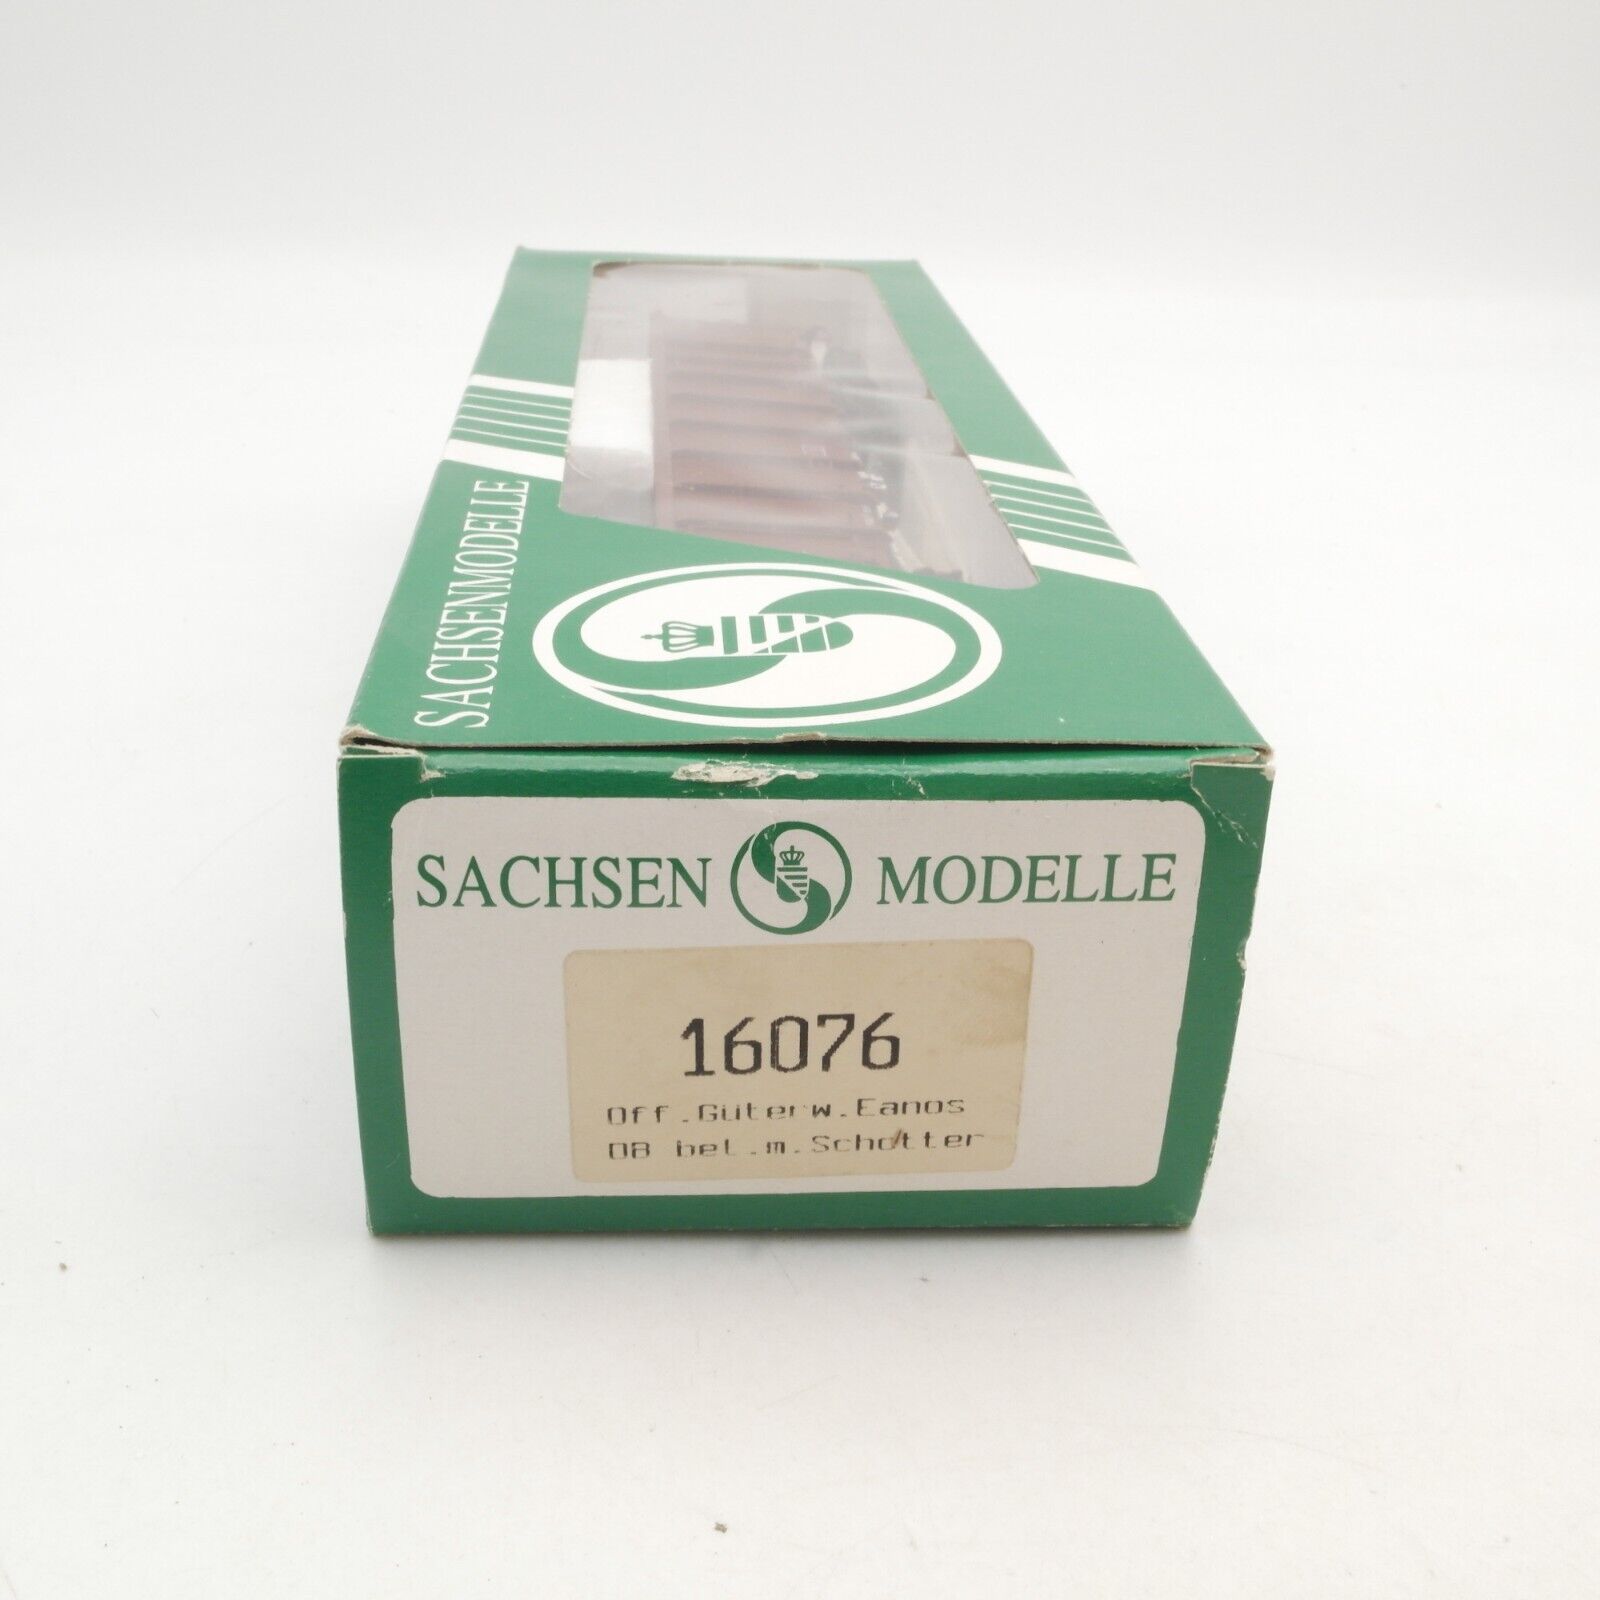 SACHSENMODELLE
SACHSEN MODELLE
16076
Off.Güterw.Eanos
DB bel.m.Schotter